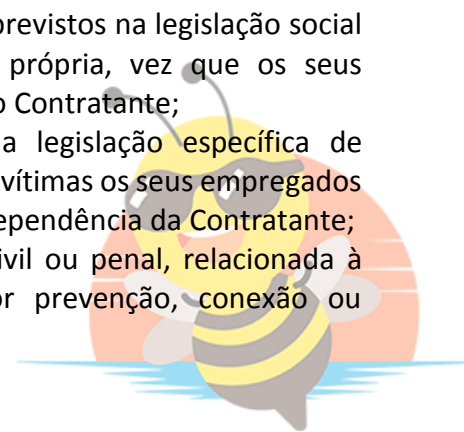 previstos na legislação social
própria, vez que os seus
o Contratante;
a legislação específica de
vítimas os seus empregados
ependência da Contratante;
ivil ou penal, relacionada à
or prevenção, conexão ou